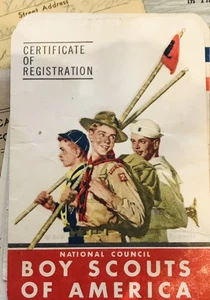 Street Address
CERTIFICATE
OF
REGISTRATION
NATIONAL COUNCIL
BOY SCOUTS
OF AMERICA